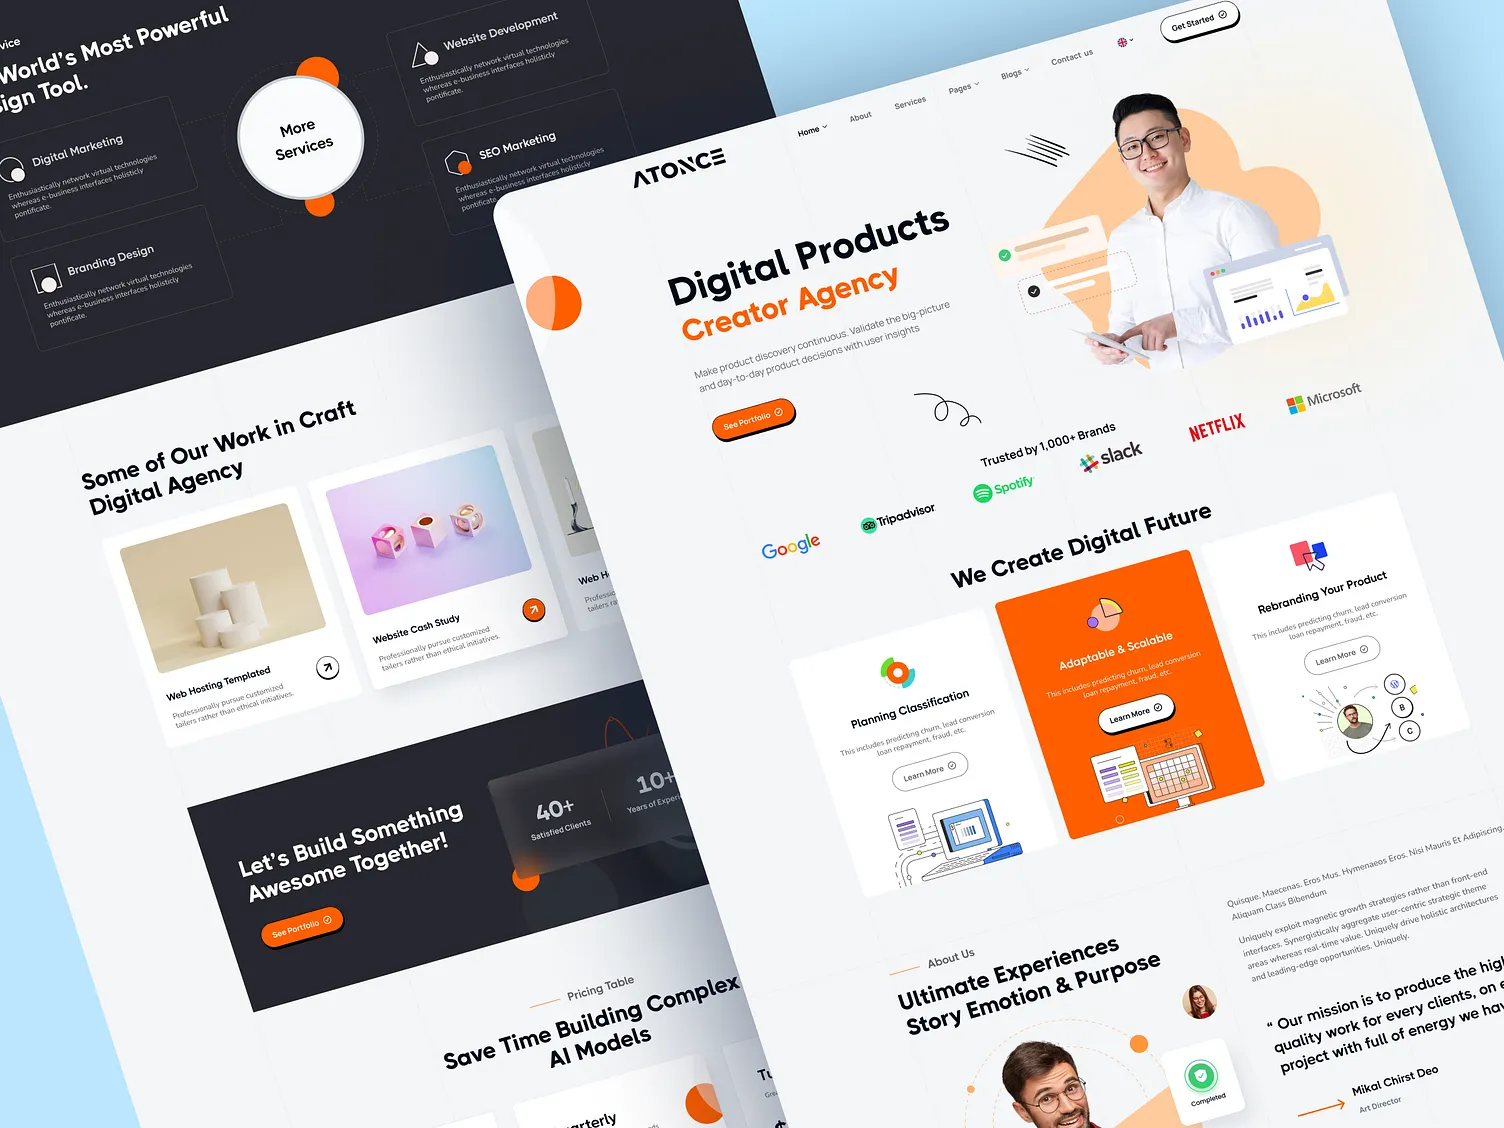 World's Most Powerful
sign Tool.
Digital Marketing
Enthusiastically network virtual technologies
whereas e-business interfaces holisticly
pontificate.
Branding Design
Enthusiastically network virtual technologies
whereas e-business interfaces holisticly
pontificate.
More
Services
Website Development
Enthusiastically network virtual technologies
whereas e-business interfaces holisticly
pontificate.
SEO Marketing
Enthusiastically network virtual technologies
whereas e-business interfaces holisticly
pontificate.
Some of Our Work in Craft
Digital Agency
Web Hosting Templated
Professionally pursue customized
tailers rather than ethical initiatives.
Website Cash Study
Professionally pursue customized
tailers rather than ethical initiatives.
Web H
Professio
tailers ra
Let's Build Something
Awesome Together!
See Portfolio
40+
Satisfied Clients
10+
Years of Experi
Pricing Table
Save Time Building Complex
AI Models
arterly
ATONCE
Home
About
Services
Pages
Blogs
Contact us
Get Started
Digital Products
Creator Agency
Make product discovery continuous. Validate the big-picture
and day-to-day product decisions with user insights
See Portfolio
Trusted by 1,000+ Brands
Google
Tripadvisor
Spotify
slack
NETFLIX
Microsoft
We Create Digital Future
Planning Classification
This includes predicting churn, lead conversion
loan repayment, fraud, etc.
Learn More
Adaptable & Scalable
This includes predicting churn, lead conversion
loan repayment, fraud, etc.
Learn More
Rebranding Your Product
This includes predicting churn, lead conversion
loan repayment, fraud, etc.
Learn More
B
C
About Us
Ultimate Experiences
Story Emotion & Purpose
Completed
Quisque. Maecenas. Eros Mus. Hymenaeos Eros. Nisi Mauris Et Adipiscing.
Aliquam Class Bibendum
Uniquely exploit magnetic growth strategies rather than front-end
interfaces. Synergistically aggregate user-centric strategic theme
areas whereas real-time value. Uniquely drive holistic architectures
and leading-edge opportunities. Uniquely.
“ Our mission is to produce the high
quality work for every clients, on e
project with full of energy we hav
Mikal Chirst Deo
Art Director